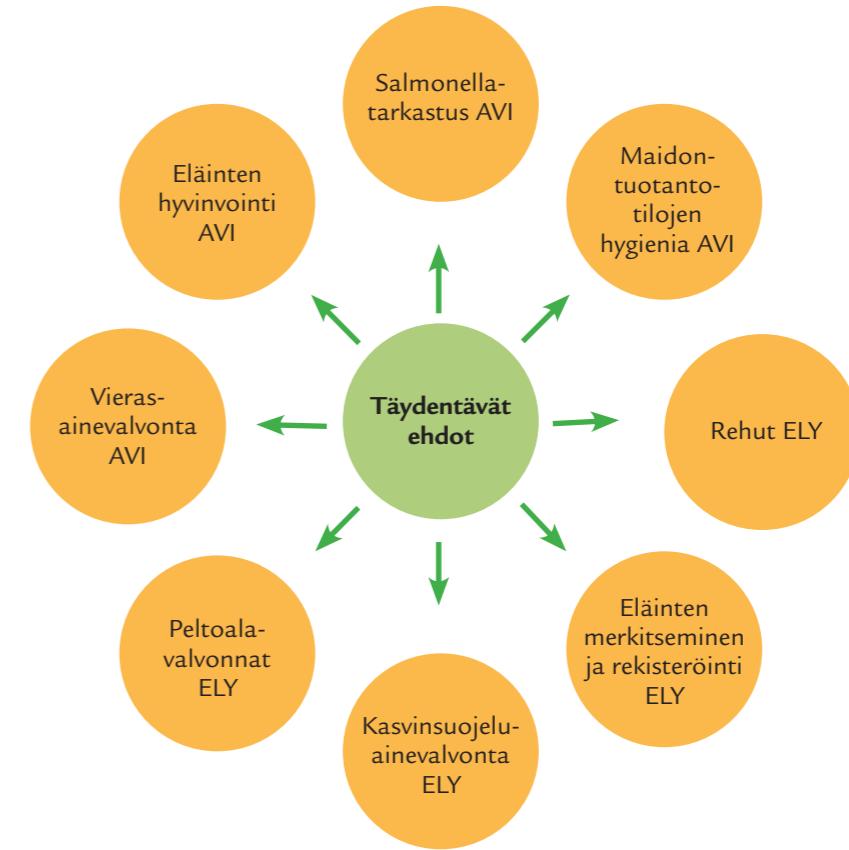 Salmonella-
tarkastus AVI
Maidon-
tuotanto-
tilojen
hygienia AVI
Rehut ELY
Eläinten
merkitseminen
ja rekisteröinti
ELY
Kasvinsuojelu-
ainevalvonta
ELY
Peltoala-
valvonnat
ELY
Vieras-
ainevalvonta
AVI
Eläinten
hyvinvointi
AVI
Täydentävät
ehdot